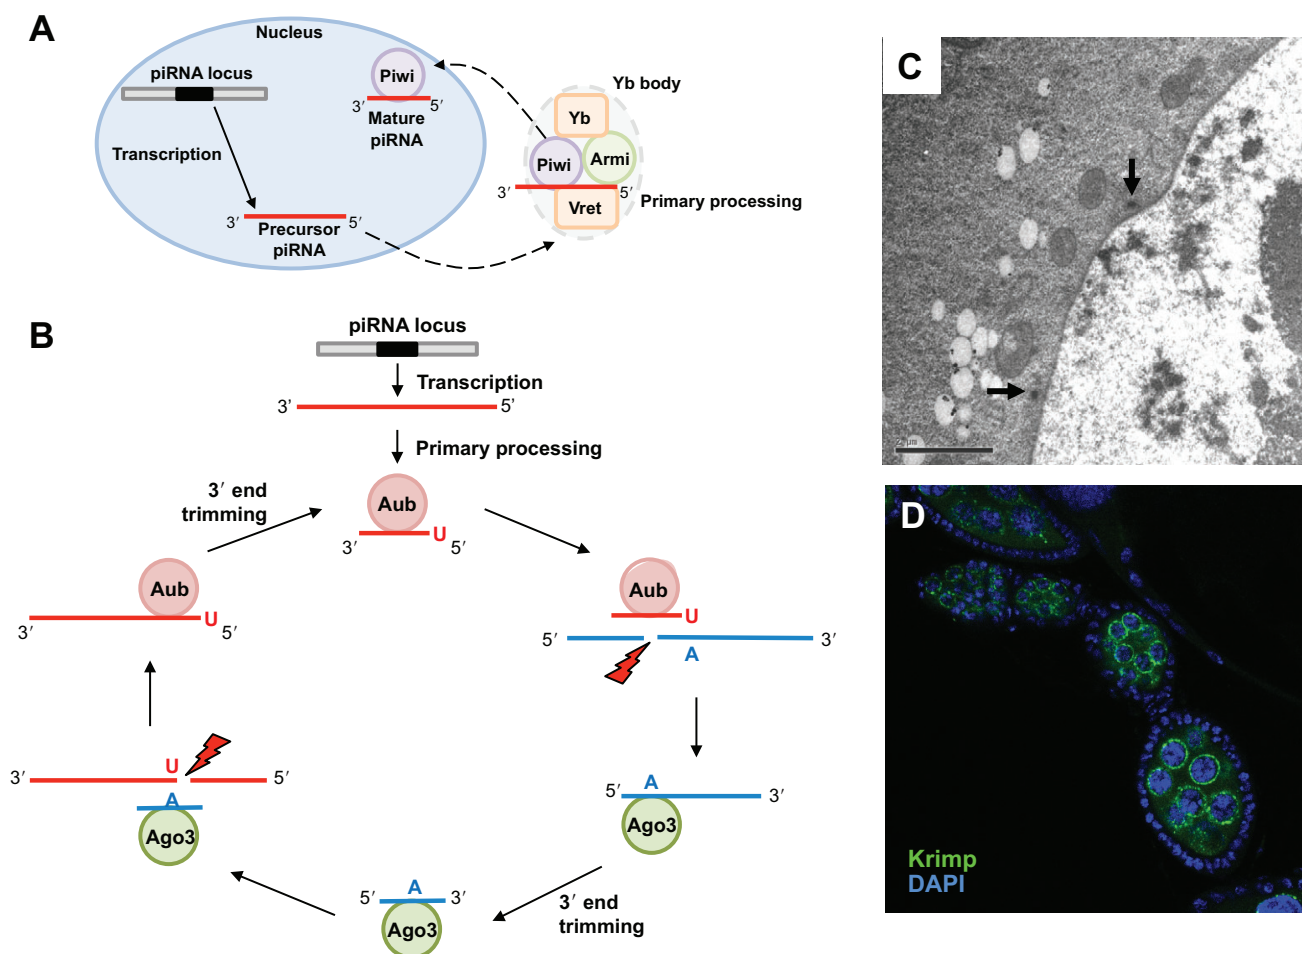 A
Nucleus
piRNA locus
Piwi
3′ 5′
Mature
piRNA
Transcription
3′ 5′
Precursor
piRNA
Yb body
Yb
Piwi
Armi
3′ 5′
Vret
Primary processing
B
piRNA locus
Transcription
3′ 5′
Primary processing
3′ end
trimming
Aub
U
3′ 5′
Aub
U
5′ 3′
A
Aub
U
3′ 5′
U
3′ 5′
A
Ago3
5′ A 3′
Ago3
3′ end
trimming
5′ A 3′
Ago3
C
2 µm
D
Krimp
DAPI